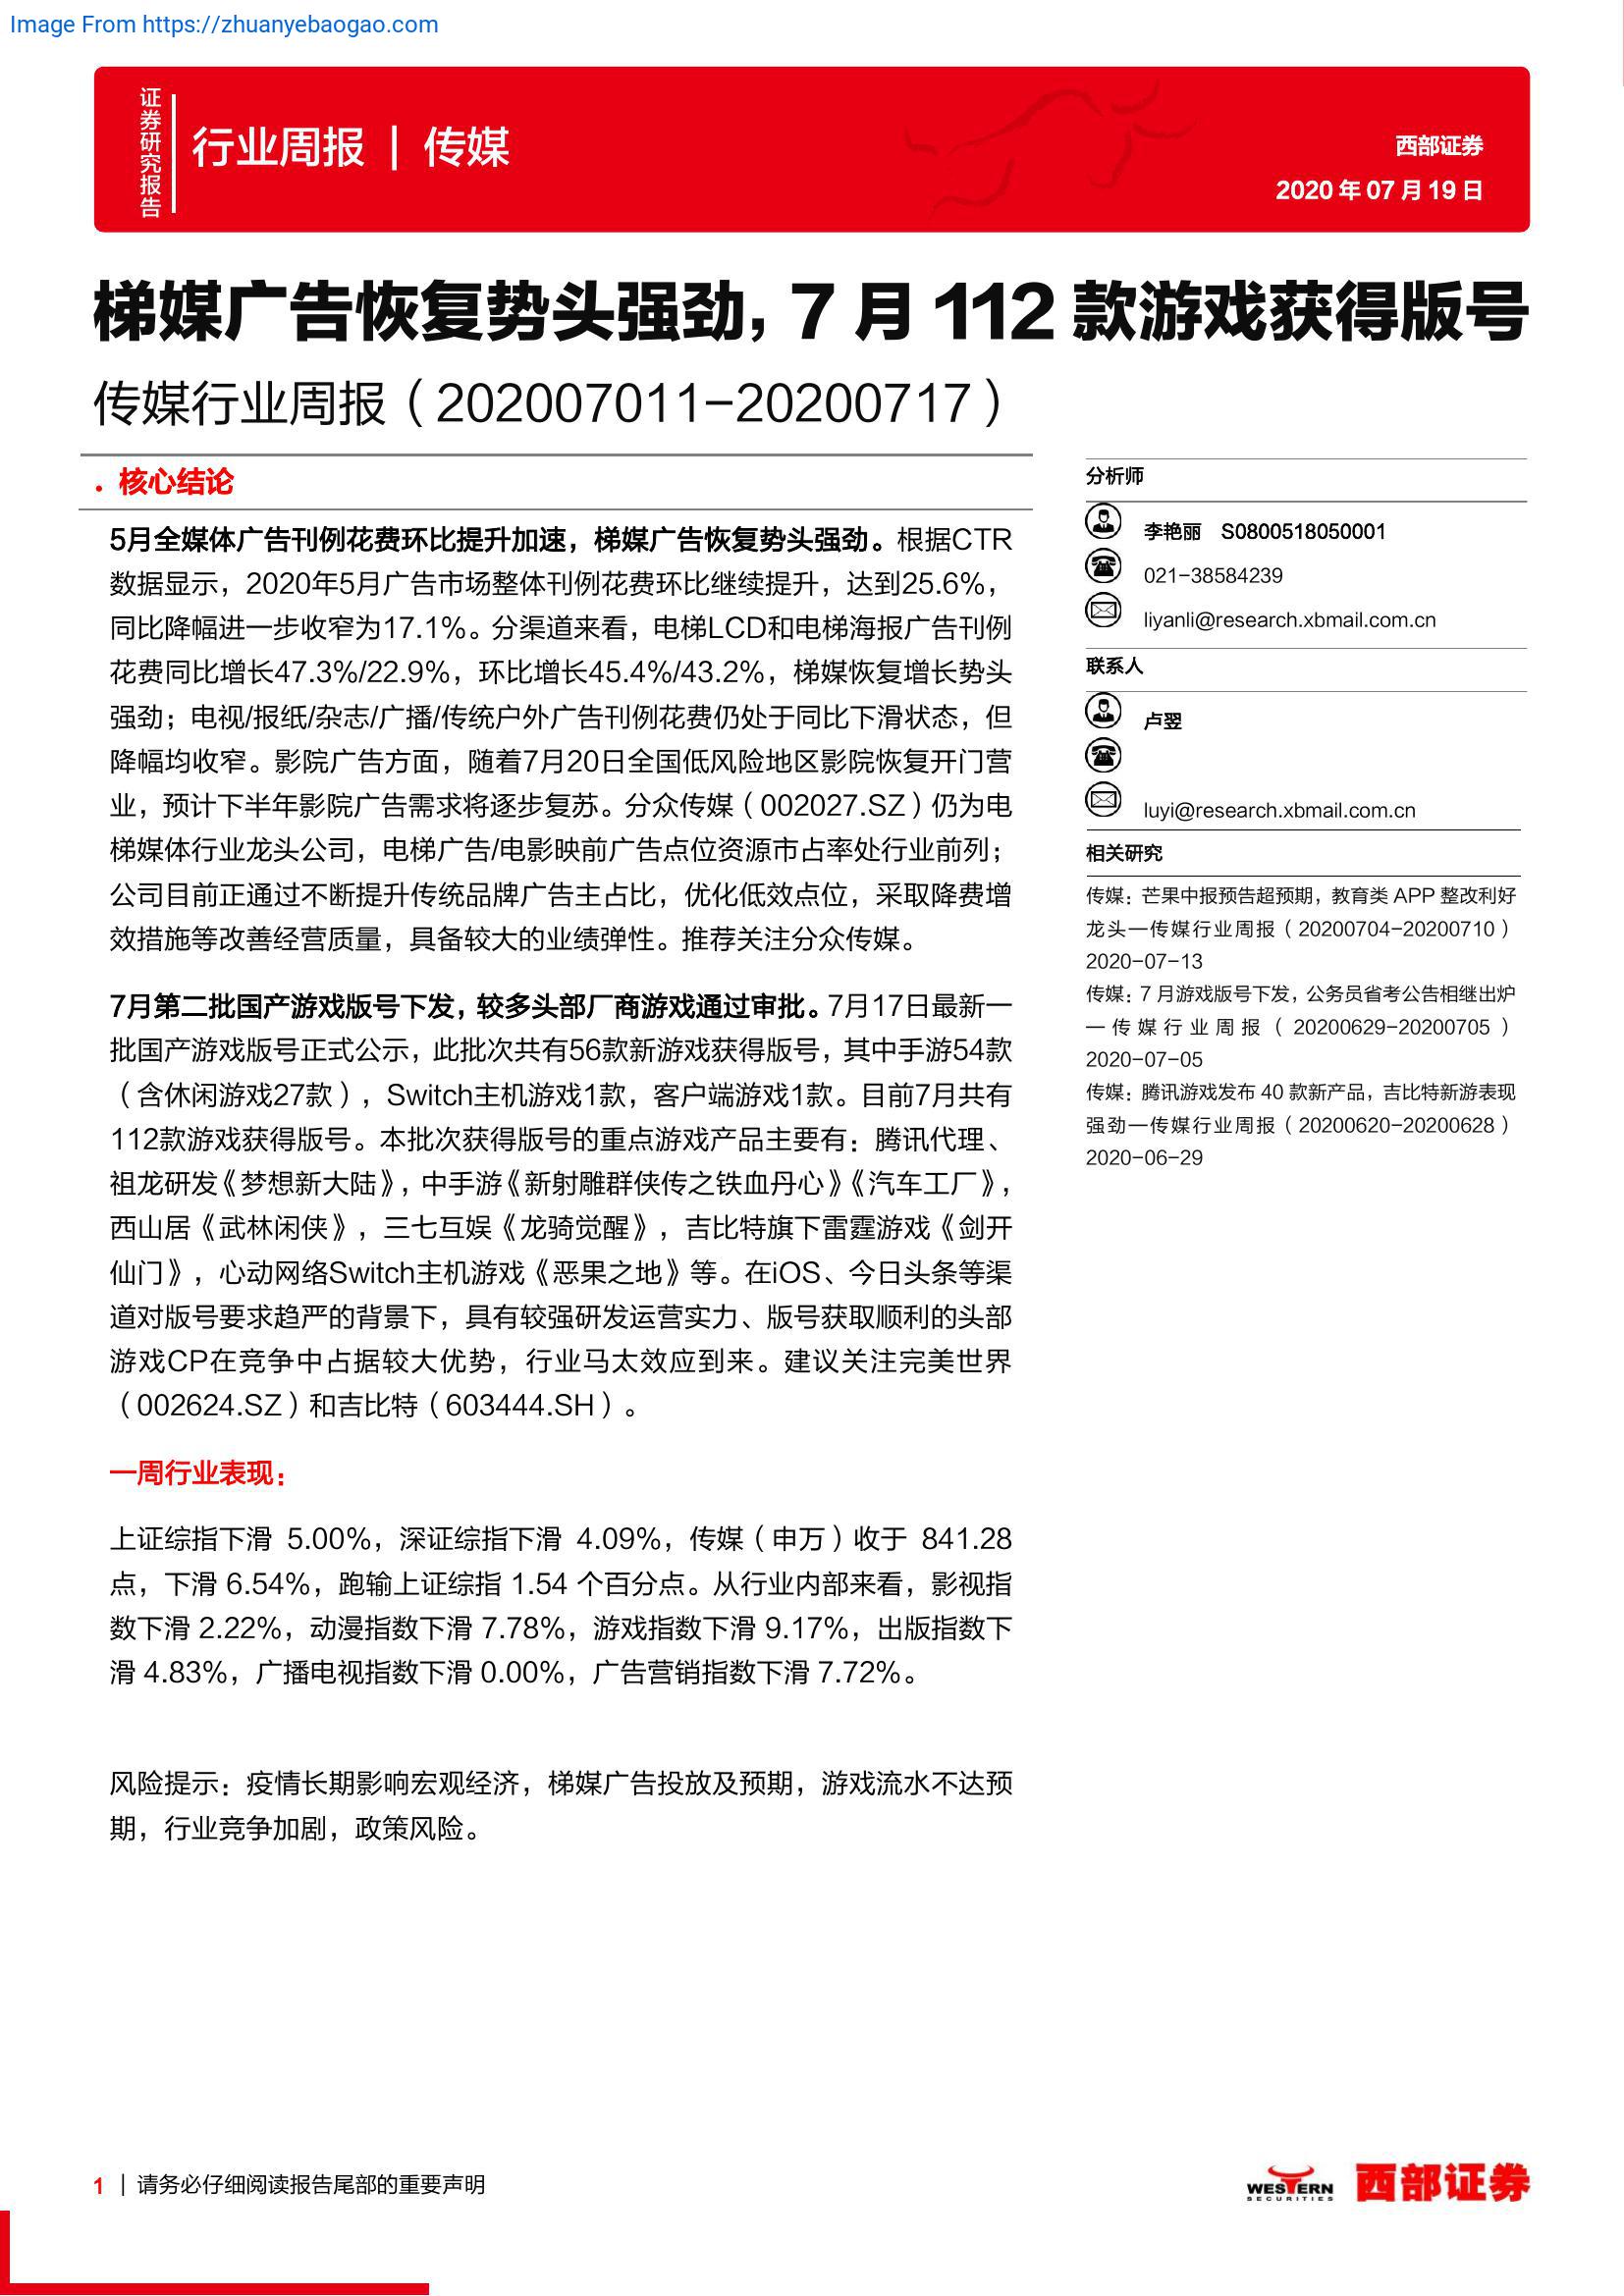 Image From https://zhuanyebaogao.com
证券研究报告
行业周报 | 传媒
西部证券
2020 年 07 月 19 日
梯媒广告恢复势头强劲，7 月 112 款游戏获得版号
传媒行业周报（202007011-20200717）
• 核心结论
5月全媒体广告刊例花费环比提升加速，梯媒广告恢复势头强劲。根据CTR
数据显示，2020年5月广告市场整体刊例花费环比继续提升，达到25.6%，
同比降幅进一步收窄为17.1%。分渠道来看，电梯LCD和电梯海报广告刊例
花费同比增长47.3%/22.9%，环比增长45.4%/43.2%，梯媒恢复增长势头
强劲；电视/报纸/杂志/广播/传统户外广告刊例花费仍处于同比下滑状态，但
降幅均收窄。影院广告方面，随着7月20日全国低风险地区影院恢复开门营
业，预计下半年影院广告需求将逐步复苏。分众传媒（002027.SZ）仍为电
梯媒体行业龙头公司，电梯广告/电影映前广告点位资源市占率处行业前列；
公司目前正通过不断提升传统品牌广告主占比，优化低效点位，采取降费增
效措施等改善经营质量，具备较大的业绩弹性。推荐关注分众传媒。
7月第二批国产游戏版号下发，较多头部厂商游戏通过审批。7月17日最新一
批国产游戏版号正式公示，此批次共有56款新游戏获得版号，其中手游54款
（含休闲游戏27款），Switch主机游戏1款，客户端游戏1款。目前7月共有
112款游戏获得版号。本批次获得版号的重点游戏产品主要有：腾讯代理、
祖龙研发《梦想新大陆》，中手游《新射雕群侠传之铁血丹心》《汽车工厂》，
西山居《武林闲侠》，三七互娱《龙骑觉醒》，吉比特旗下雷霆游戏《剑开
仙门》，心动网络Switch主机游戏《恶果之地》等。在iOS、今日头条等渠
道对版号要求趋严的背景下，具有较强研发运营实力、版号获取顺利的头部
游戏CP在竞争中占据较大优势，行业马太效应到来。建议关注完美世界
（002624.SZ）和吉比特（603444.SH）。
一周行业表现：
上证综指下滑 5.00%，深证综指下滑 4.09%，传媒（申万）收于 841.28
点，下滑 6.54%，跑输上证综指 1.54 个百分点。从行业内部来看，影视指
数下滑 2.22%，动漫指数下滑 7.78%，游戏指数下滑 9.17%，出版指数下
滑 4.83%，广播电视指数下滑 0.00%，广告营销指数下滑 7.72%。
风险提示：疫情长期影响宏观经济，梯媒广告投放及预期，游戏流水不达预
期，行业竞争加剧，政策风险。
分析师
李艳丽 S0800518050001
021-38584239
liyanli@research.xbmail.com.cn
联系人
卢翌
luyi@research.xbmail.com.cn
相关研究
传媒：芒果中报预告超预期，教育类 APP 整改利好
龙头—传媒行业周报（20200704-20200710）
2020-07-13
传媒：7 月游戏版号下发，公务员省考公告相继出炉
—传媒行业周报（20200629-20200705）
2020-07-05
传媒：腾讯游戏发布 40 款新产品，吉比特新游表现
强劲—传媒行业周报（20200620-20200628）
2020-06-29
1 | 请务必仔细阅读报告尾部的重要声明
WESTERN
SECURITIES
西部证券